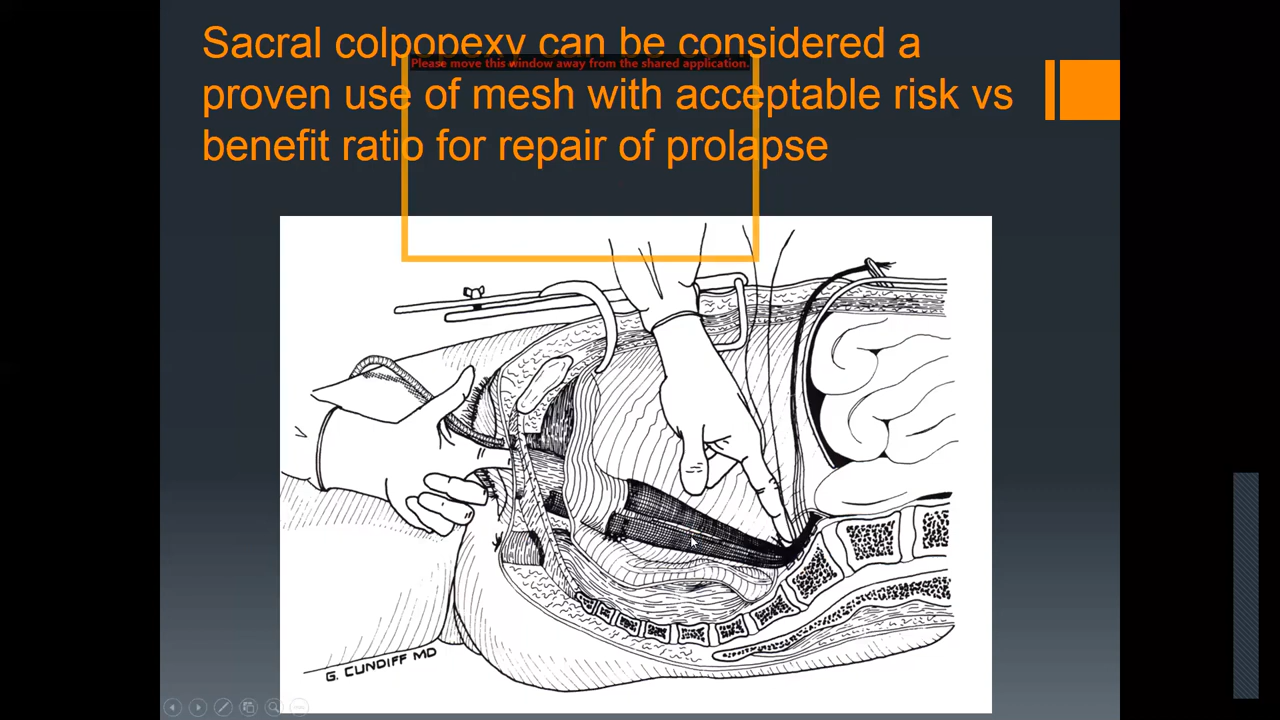 Sacral colpopexy can be considered a
Please move this window away from the shared application.
proven use of mesh with acceptable risk vs
benefit ratio for repair of prolapse
G. CUNDIFF MD